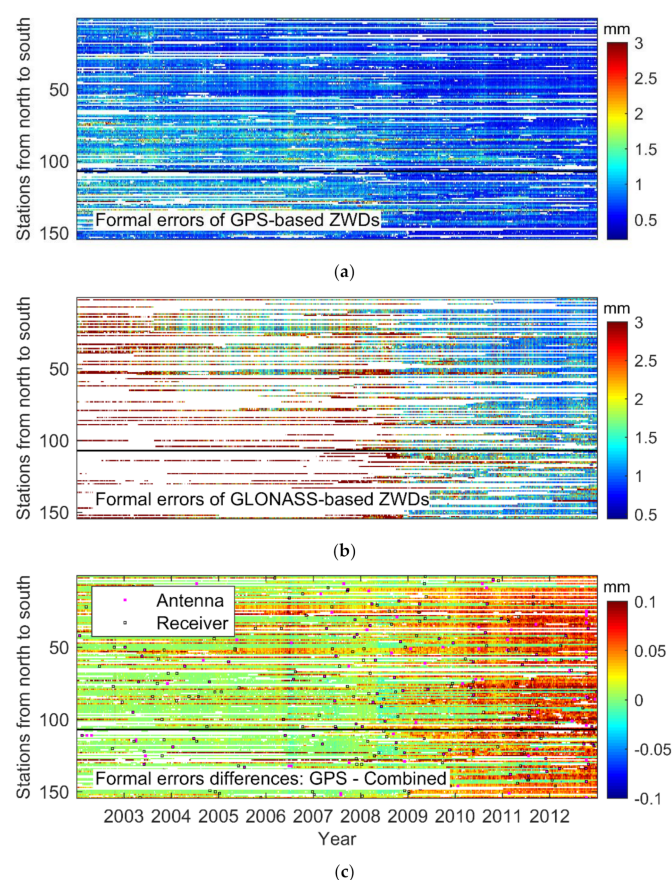 mm
3
2.5
2
1.5
1
0.5
Stations from north to south
50
100
150
Formal errors of GPS-based ZWDs
(a)
mm
3
2.5
2
1.5
1
0.5
Stations from north to south
50
100
150
Formal errors of GLONASS-based ZWDs
(b)
mm
0.1
0.05
0
-0.05
-0.1
Stations from north to south
50
100
150
Antenna
Receiver
Formal errors differences: GPS - Combined
2003 2004 2005 2006 2007 2008 2009 2010 2011 2012
Year
(c)